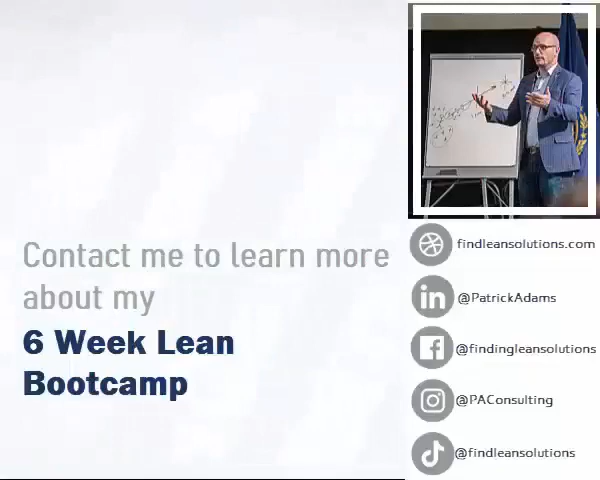 Contact me to learn more
about my
6 Week Lean
Bootcamp
findleansolutions.com
@PatrickAdams
@findingleansolutions
@PAConsulting
@findleansolutions